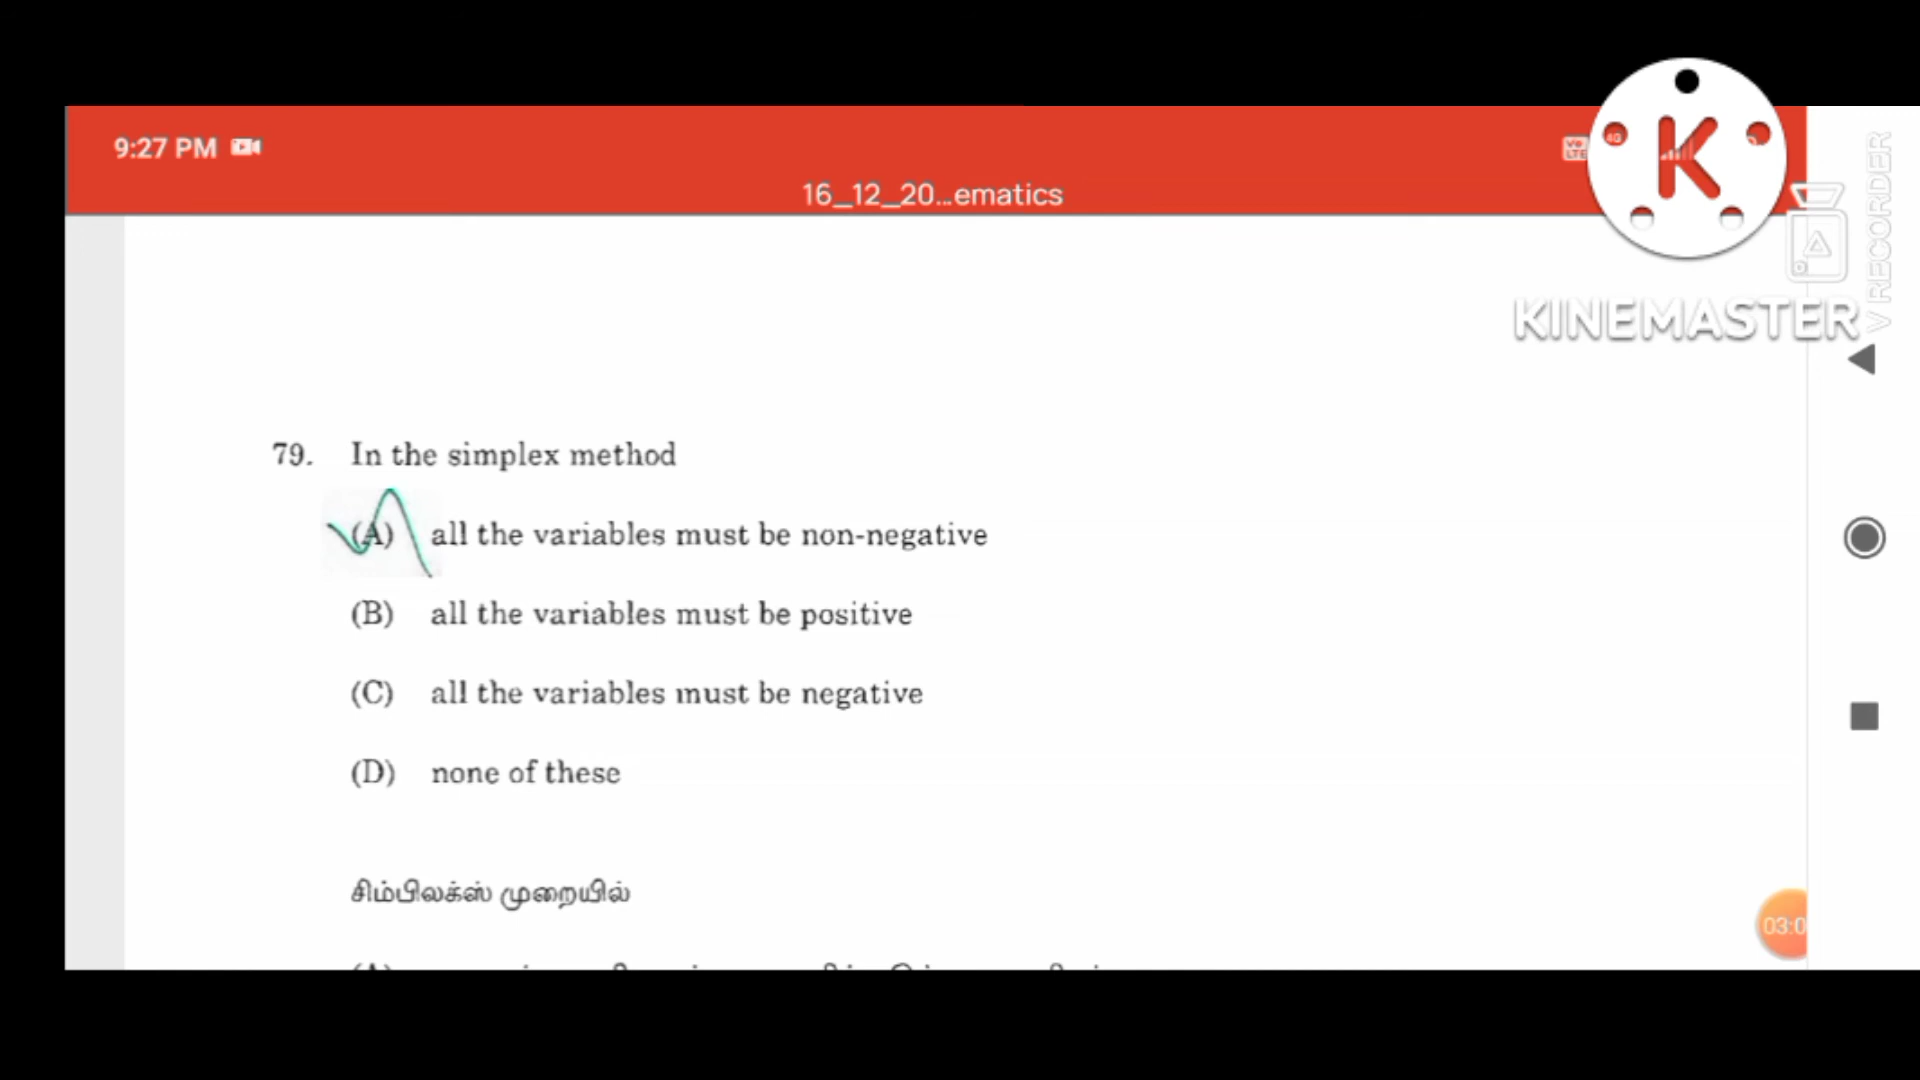 9:27 PM
16_12_20...ematics
K
KINEMASTER
V RECORDER
79. In the simplex method
(A) all the variables must be non-negative
(B) all the variables must be positive
(C) all the variables must be negative
(D) none of these
சிம்பிலக்ஸ் முறையில்
03:0